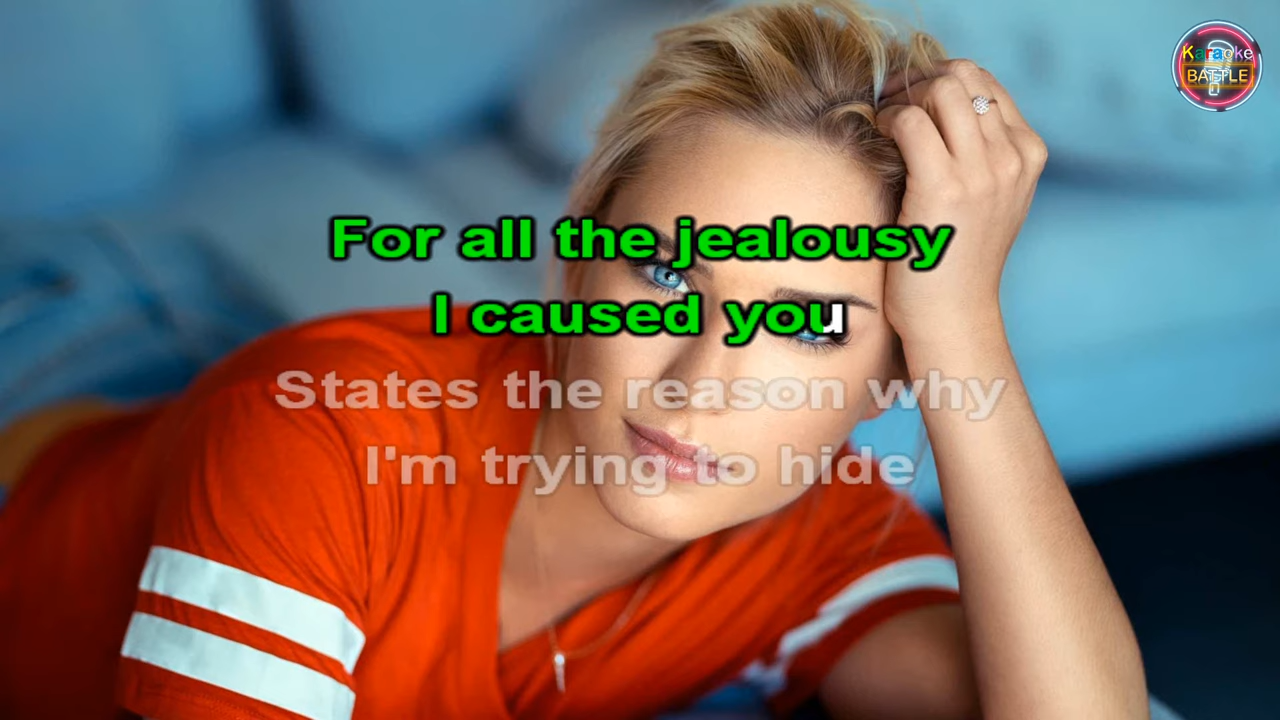 Karaoke
BATTLE
For all the jealousy
I caused you
States the reason why
I'm trying to hide